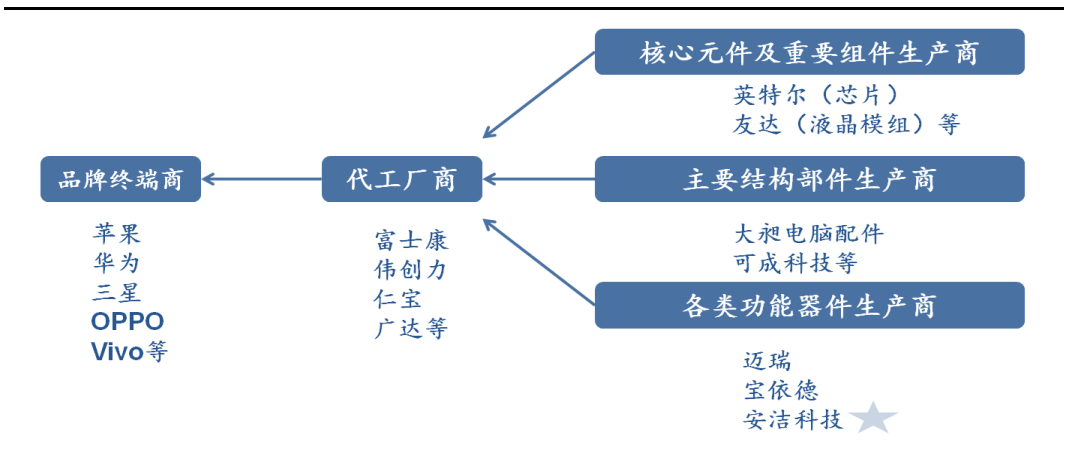 核心元件及重要组件生产商
英特尔（芯片）
友达（液晶模组）等
品牌终端商
代工厂商
主要结构部件生产商
苹果
华为
三星
OPPO
Vivo等
富士康
伟创力
仁宝
广达等
大昶电脑配件
可成科技等
各类功能器件生产商
迈瑞
宝依德
安洁科技